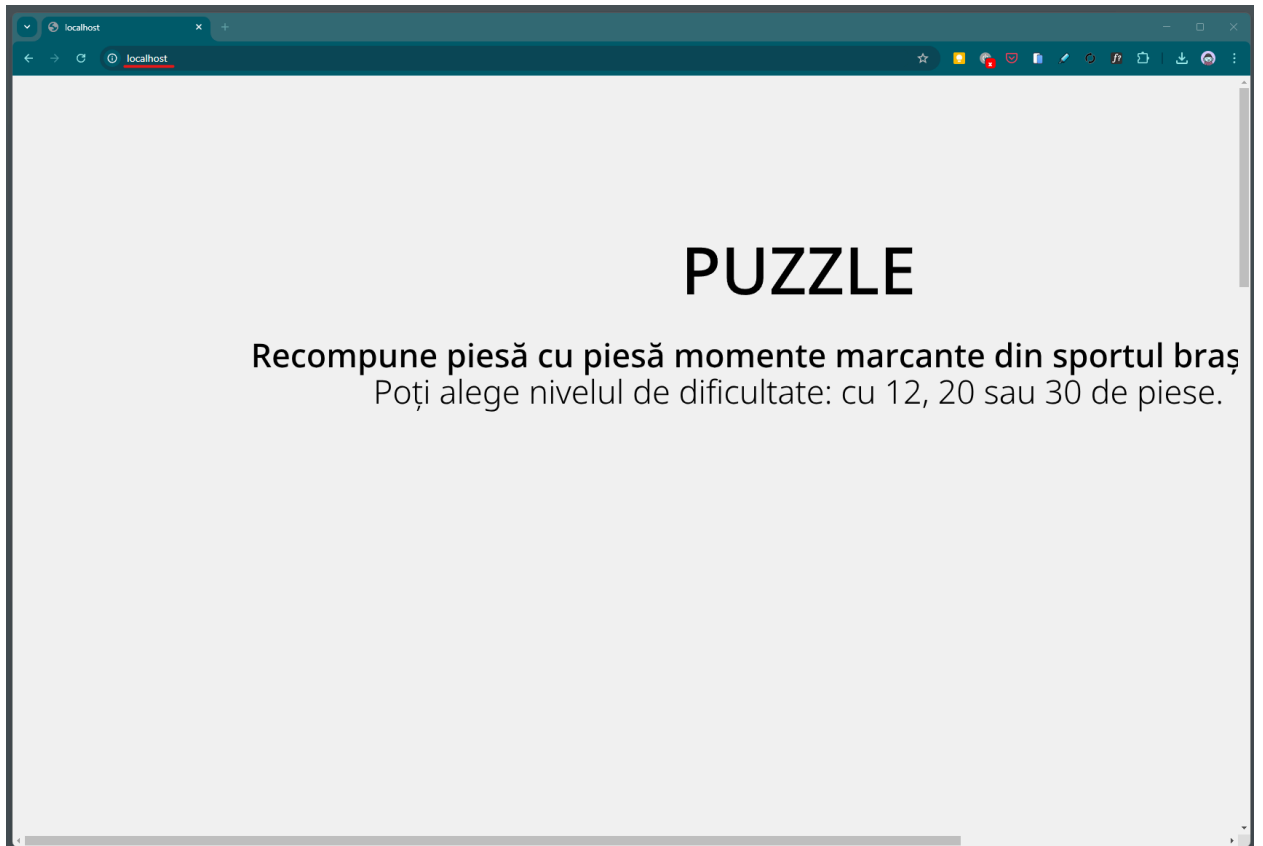 localhost
localhost
PUZZLE
Recompune piesă cu piesă momente marcante din sportul braș
Poți alege nivelul de dificultate: cu 12, 20 sau 30 de piese.